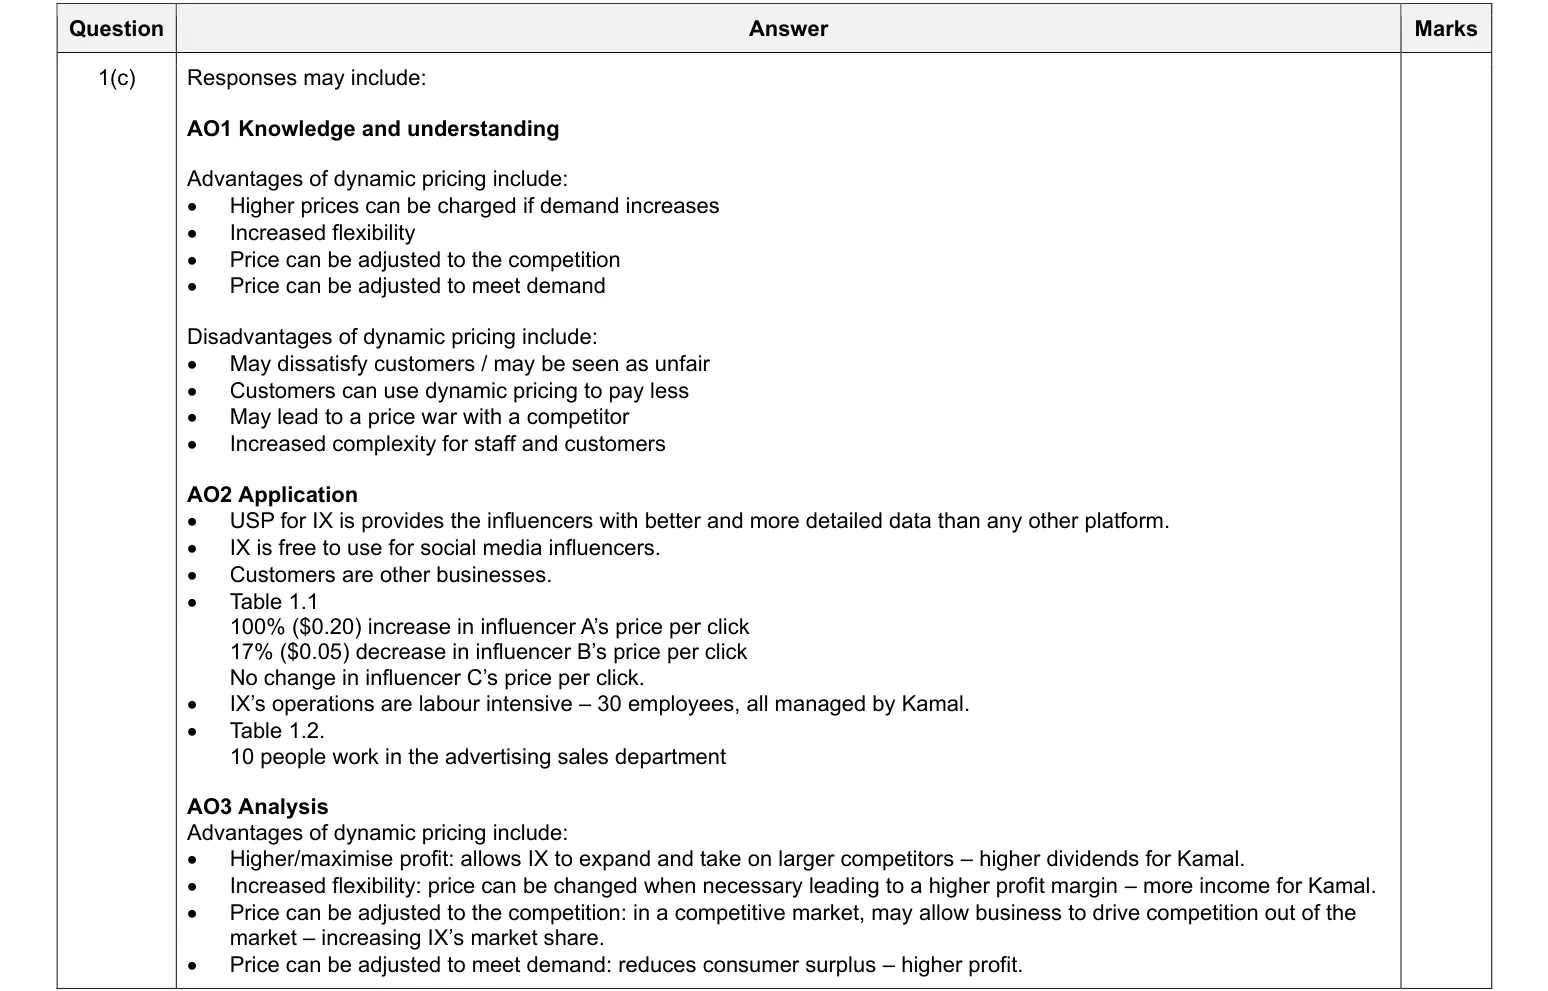 Question Answer Marks
1(c) Responses may include:
AO1 Knowledge and understanding
Advantages of dynamic pricing include:
• Higher prices can be charged if demand increases
• Increased flexibility
• Price can be adjusted to the competition
• Price can be adjusted to meet demand
Disadvantages of dynamic pricing include:
• May dissatisfy customers / may be seen as unfair
• Customers can use dynamic pricing to pay less
• May lead to a price war with a competitor
• Increased complexity for staff and customers
AO2 Application
• USP for IX is provides the influencers with better and more detailed data than any other platform.
• IX is free to use for social media influencers.
• Customers are other businesses.
• Table 1.1
100% ($0.20) increase in influencer A’s price per click
17% ($0.05) decrease in influencer B’s price per click
No change in influencer C’s price per click.
• IX’s operations are labour intensive – 30 employees, all managed by Kamal.
• Table 1.2.
10 people work in the advertising sales department
AO3 Analysis
Advantages of dynamic pricing include:
• Higher/maximise profit: allows IX to expand and take on larger competitors – higher dividends for Kamal.
• Increased flexibility: price can be changed when necessary leading to a higher profit margin – more income for Kamal.
• Price can be adjusted to the competition: in a competitive market, may allow business to drive competition out of the
market – increasing IX’s market share.
• Price can be adjusted to meet demand: reduces consumer surplus – higher profit.